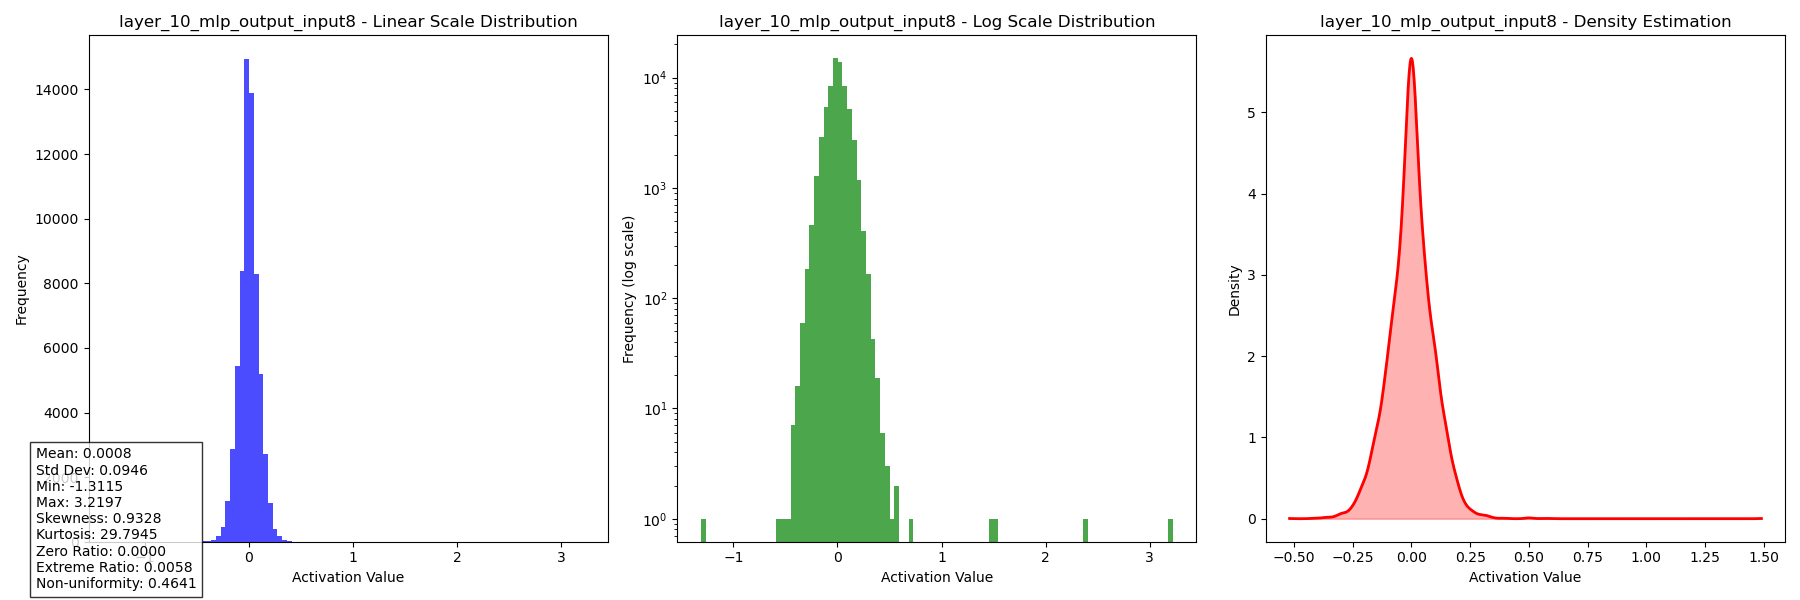 layer_10_mlp_output_input8 - Linear Scale Distribution
14000
12000
10000
8000
6000
4000
Frequency
0
1
2
3
Activation Value
Mean: 0.0008
Std Dev: 0.0946
Min: -1.3115
Max: 3.2197
Skewness: 0.9328
Kurtosis: 29.7945
Zero Ratio: 0.0000
Extreme Ratio: 0.0058
Non-uniformity: 0.4641
layer_10_mlp_output_input8 - Log Scale Distribution
10⁴
10³
10²
10¹
10⁰
Frequency (log scale)
−1
0
1
2
3
Activation Value
layer_10_mlp_output_input8 - Density Estimation
5
4
3
2
1
0
Density
−0.50
−0.25
0.00
0.25
0.50
0.75
1.00
1.25
1.50
Activation Value